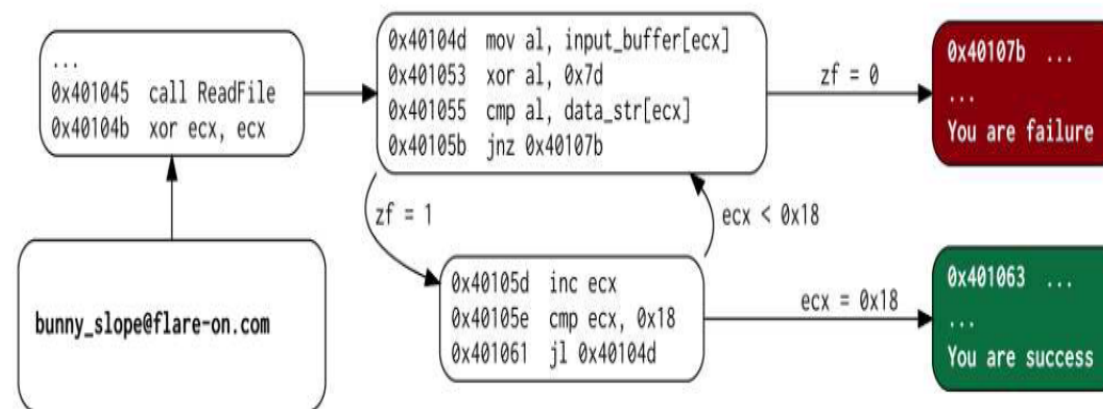 ...
0x401045 call ReadFile
0x40104b xor ecx, ecx
bunny_slope@flare-on.com
0x40104d mov al, input_buffer[ecx]
0x401053 xor al, 0x7d
0x401055 cmp al, data_str[ecx]
0x40105b jnz 0x40107b
zf = 1
ecx < 0x18
0x40105d inc ecx
0x40105e cmp ecx, 0x18
0x401061 jl 0x40104d
zf = 0
0x40107b ...
...
You are failure
ecx = 0x18
0x401063 ...
...
You are success